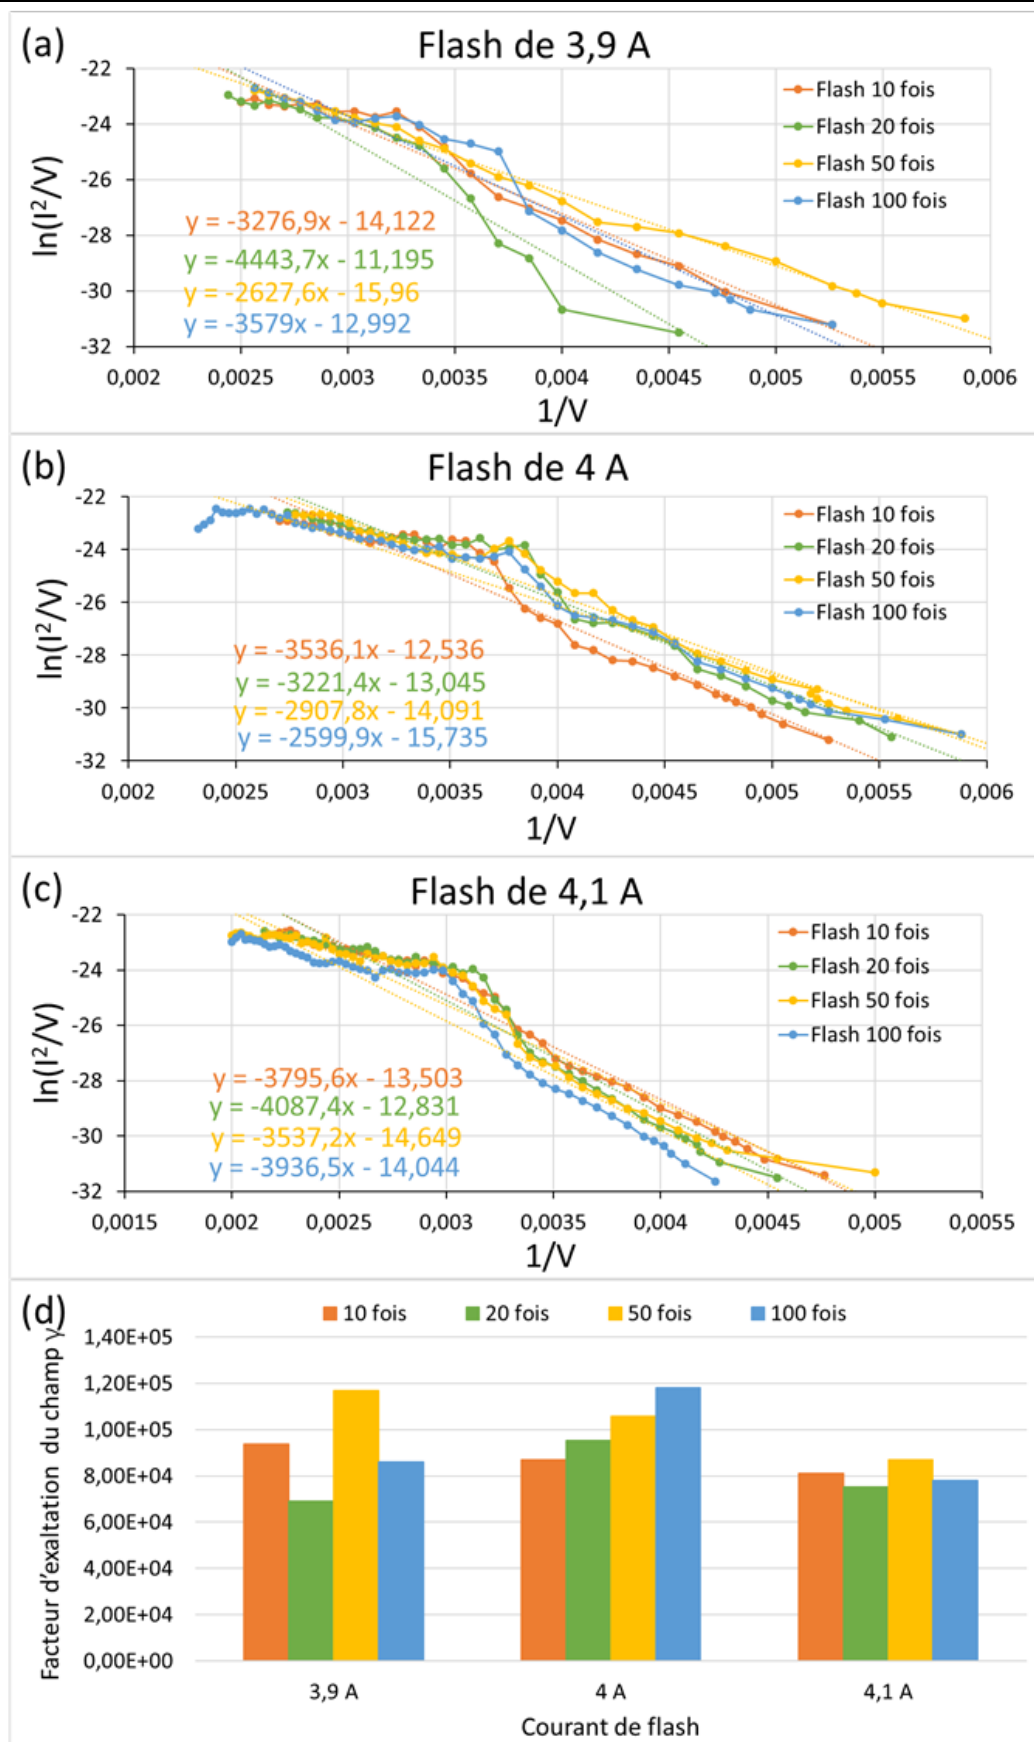 (a)
Flash de 3,9 A
-22
-24
-26
-28
-30
-32
ln(I²/V)
Flash 10 fois
Flash 20 fois
Flash 50 fois
Flash 100 fois
y = -3276,9x - 14,122
y = -4443,7x - 11,195
y = -2627,6x - 15,96
y = -3579x - 12,992
0,002 0,0025 0,003 0,0035 0,004 0,0045 0,005 0,0055 0,006
1/V
(b)
Flash de 4 A
-22
-24
-26
-28
-30
-32
ln(I²/V)
Flash 10 fois
Flash 20 fois
Flash 50 fois
Flash 100 fois
y = -3536,1x - 12,536
y = -3221,4x - 13,045
y = -2907,8x - 14,091
y = -2599,9x - 15,735
0,002 0,0025 0,003 0,0035 0,004 0,0045 0,005 0,0055 0,006
1/V
(c)
Flash de 4,1 A
-22
-24
-26
-28
-30
-32
ln(I²/V)
Flash 10 fois
Flash 20 fois
Flash 50 fois
Flash 100 fois
y = -3795,6x - 13,503
y = -4087,4x - 12,831
y = -3537,2x - 14,649
y = -3936,5x - 14,044
0,0015 0,002 0,0025 0,003 0,0035 0,004 0,0045 0,005 0,0055
1/V
(d)
10 fois 20 fois 50 fois 100 fois
Facteur d'exaltation du champ γ
1,40E+05
1,20E+05
1,00E+05
8,00E+04
6,00E+04
4,00E+04
2,00E+04
0,00E+00
3,9 A 4 A 4,1 A
Courant de flash